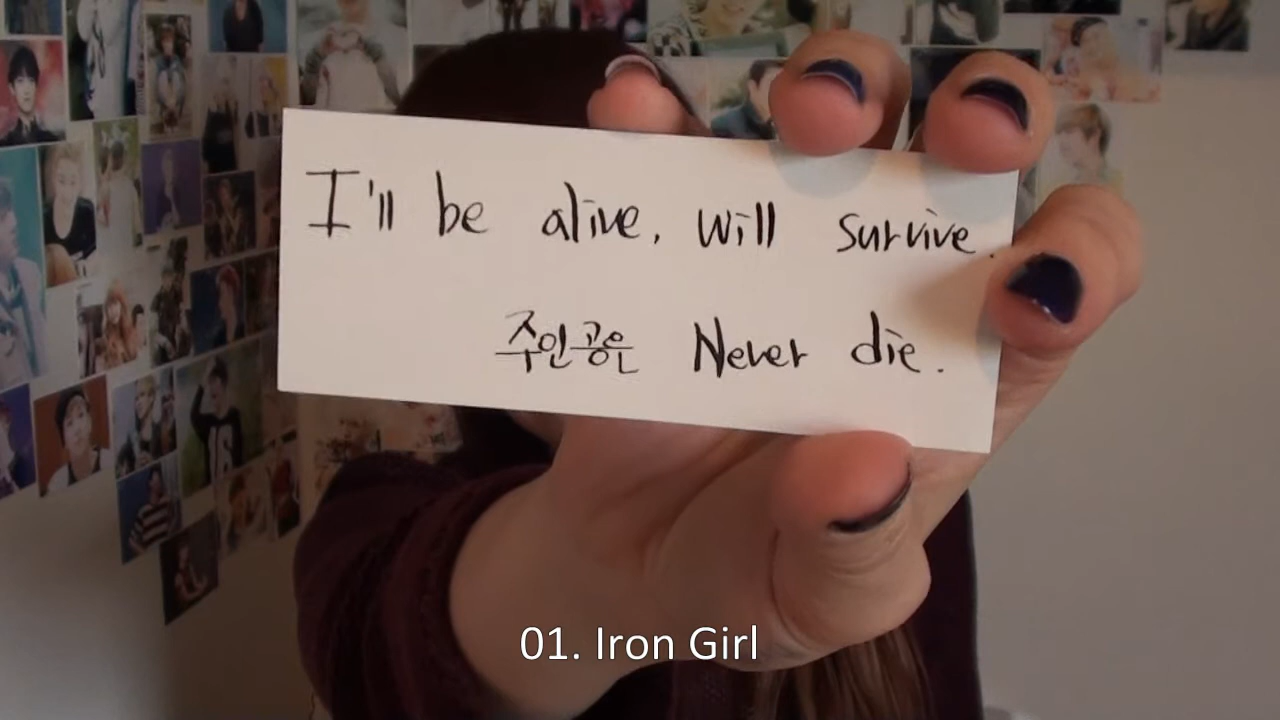 I'll be alive, will survive.
주인공은 Never die.
01. Iron Girl